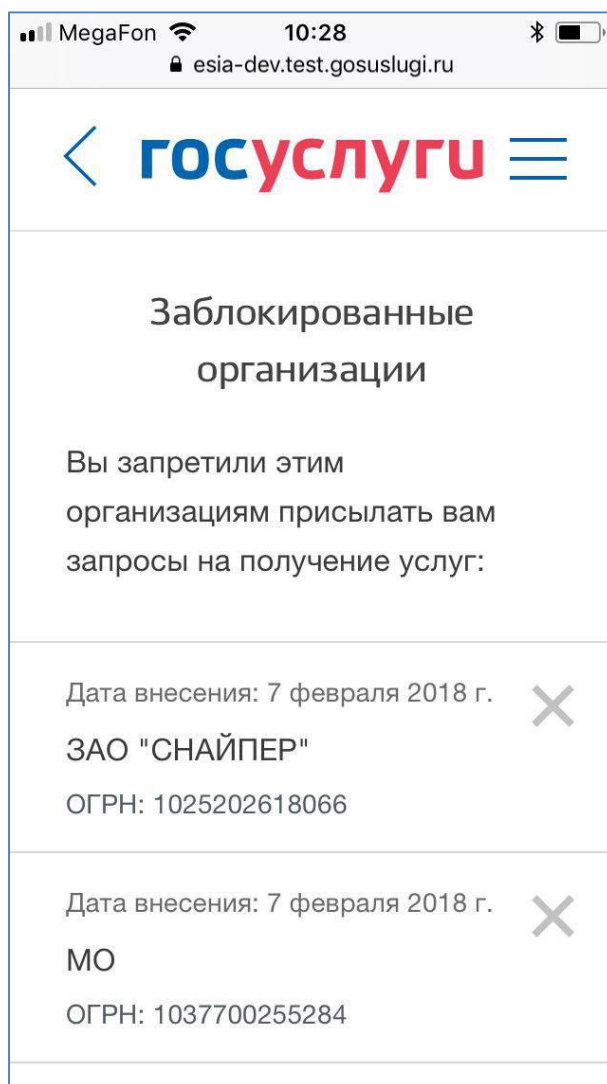 MegaFon 10:28
esia-dev.test.gosuslugi.ru
госуслуги
Заблокированные
организации
Вы запретили этим
организациям присылать вам
запросы на получение услуг:
Дата внесения: 7 февраля 2018 г.
ЗАО "СНАЙПЕР"
ОГРН: 1025202618066
Дата внесения: 7 февраля 2018 г.
МО
ОГРН: 1037700255284